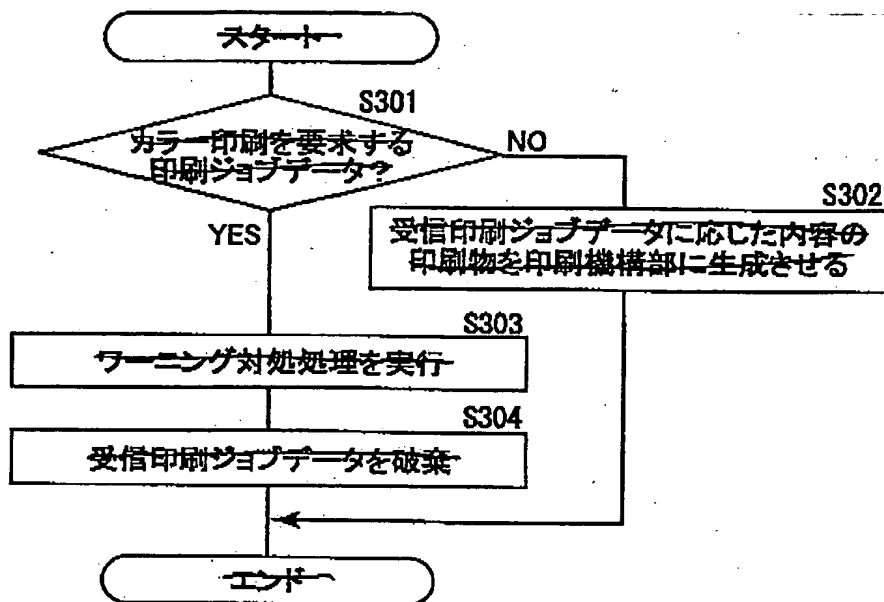 スタート
S301
カラー印刷を要求する
印刷ジョブデータ?
NO
YES
S302
受信印刷ジョブデータに応じた内容の
印刷物を印刷機構部に生成させる
S303
ワーニング対処処理を実行
S304
受信印刷ジョブデータを破棄
エンド